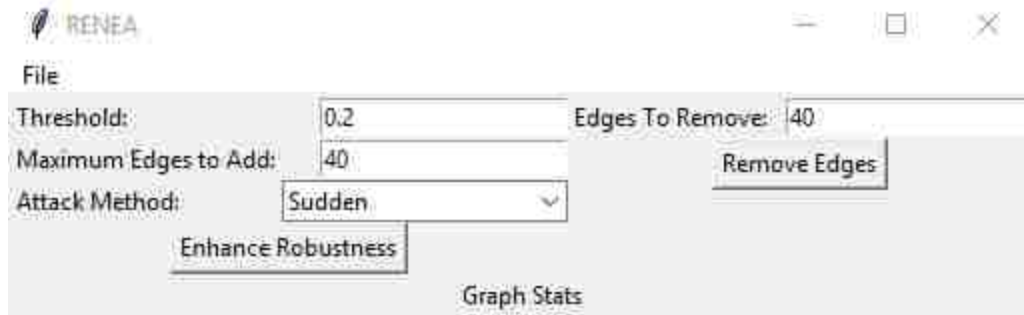 RENEA
File
Threshold: 0.2 Edges To Remove: 40
Maximum Edges to Add: 40 Remove Edges
Attack Method: Sudden
Enhance Robustness
Graph Stats